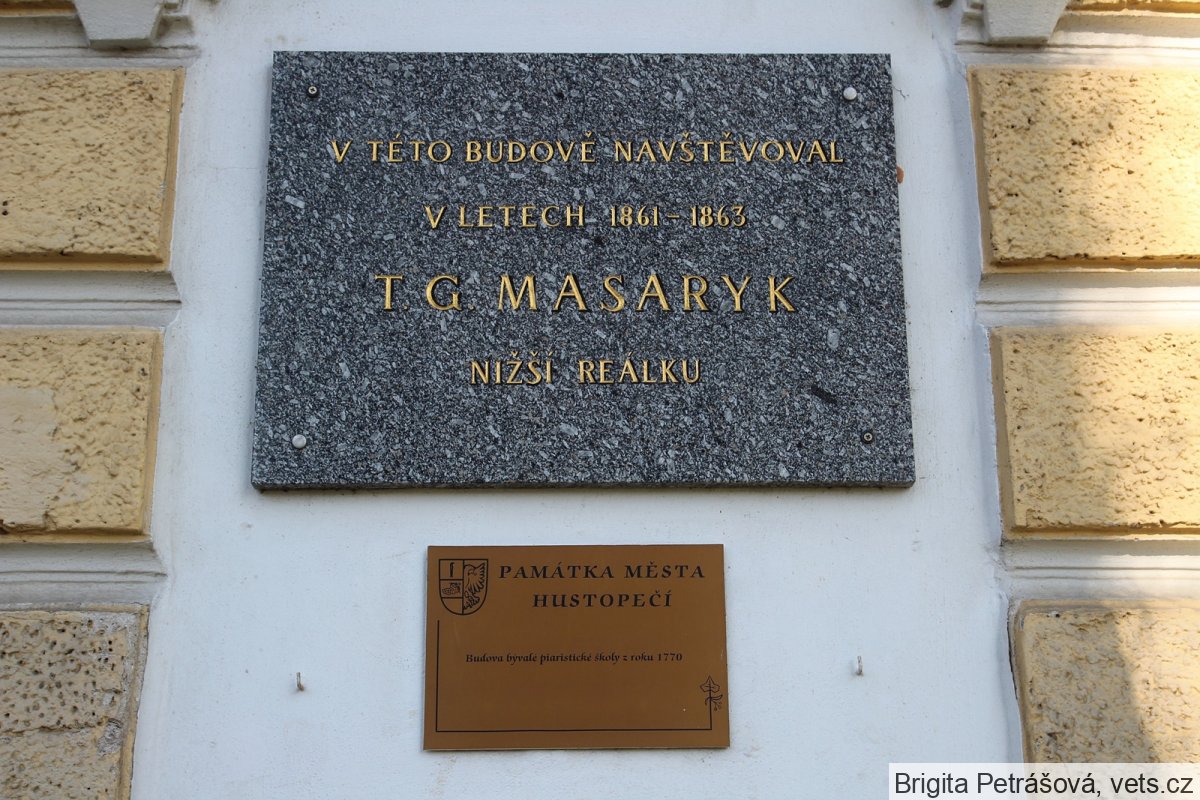 V TÉTO BUDOVĚ NAVŠTĚVOVAL
V LETECH 1861-1863
T. G. MASARYK
NIŽŠÍ REÁLKU
PAMÁTKA MĚSTA
HUSTOPEČÍ
Budova bývalé piaristické školy z roku 1770
Brigita Petrášová, vets.cz